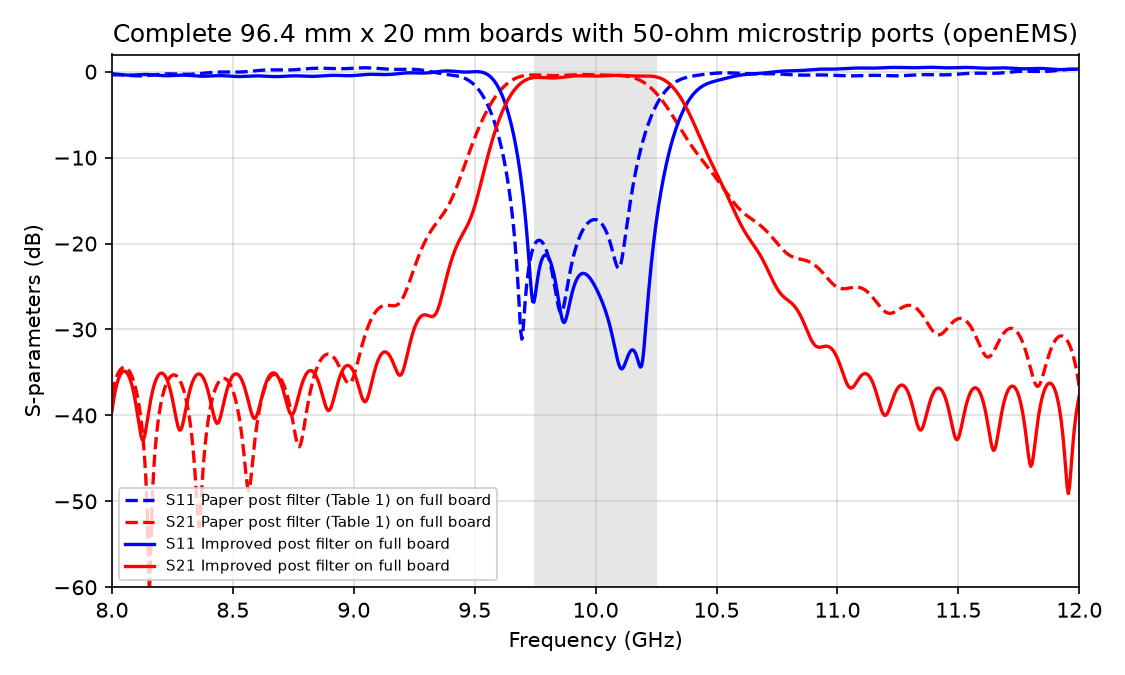 Complete 96.4 mm x 20 mm boards with 50-ohm microstrip ports (openEMS)
S-parameters (dB)
0
−10
−20
−30
−40
−50
−60
S11 Paper post filter (Table 1) on full board
S21 Paper post filter (Table 1) on full board
S11 Improved post filter on full board
S21 Improved post filter on full board
8.0 8.5 9.0 9.5 10.0 10.5 11.0 11.5 12.0
Frequency (GHz)